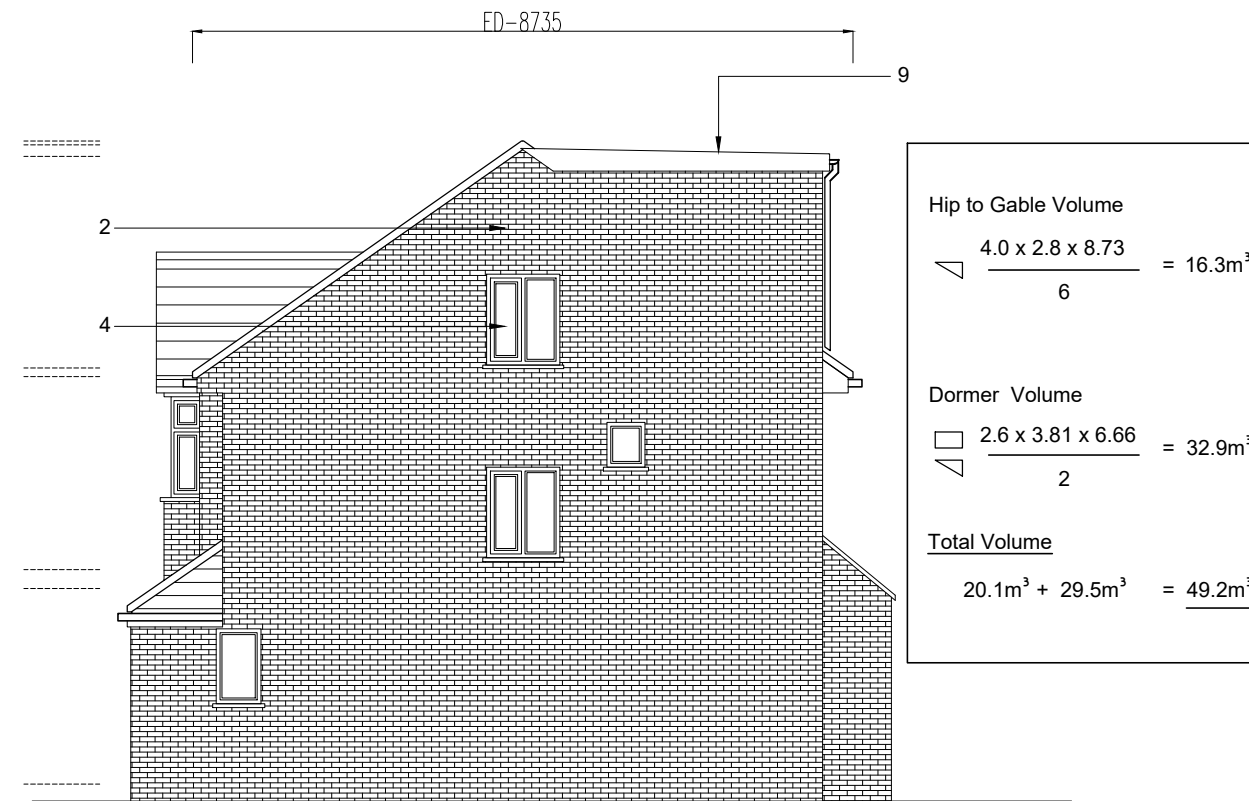 ED-8735
9
2
4
Hip to Gable Volume
4.0 x 2.8 x 8.73
= 16.3m³
6
Dormer Volume
2.6 x 3.81 x 6.66
= 32.9m³
2
Total Volume
20.1m³ + 29.5m³ = 49.2m³